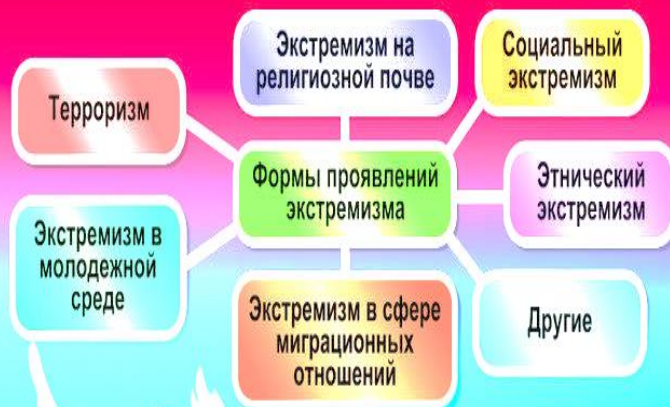 Экстремизм на
религиозной почве
Социальный
экстремизм
Терроризм
Формы проявлений
экстремизма
Этнический
экстремизм
Экстремизм в
молодежной
среде
Экстремизм в сфере
миграционных
отношений
Другие